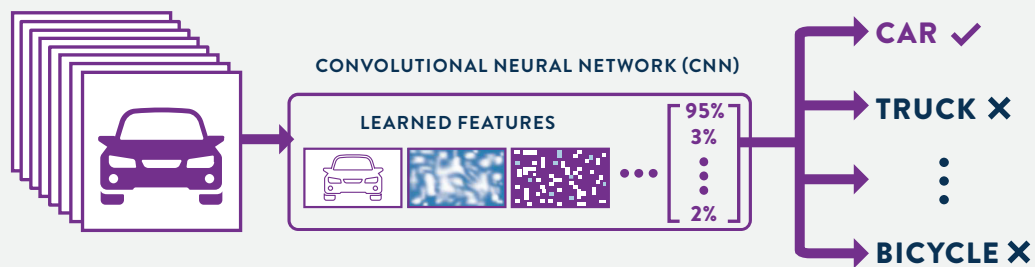 CONVOLUTIONAL NEURAL NETWORK (CNN)
LEARNED FEATURES
95%
3%
2%
CAR
TRUCK
BICYCLE